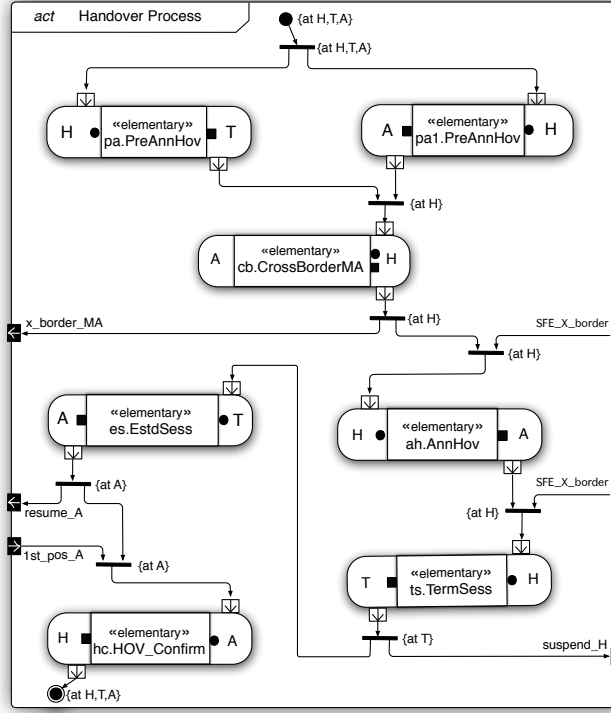 act Handover Process
{at H,T,A}
{at H,T,A}
H
«elementary»
pa.PreAnnHov
T
A
«elementary»
pa1.PreAnnHov
H
{at H}
A
«elementary»
cb.CrossBorderMA
H
x_border_MA
{at H}
SFE_X_border
{at H}
A
«elementary»
es.EstdSess
T
H
«elementary»
ah.AnnHov
A
{at A}
SFE_X_border
resume_A
{at H}
1st_pos_A
{at A}
T
«elementary»
ts.TermSess
H
H
«elementary»
hc.HOV_Confirm
A
{at T}
suspend_H
{at H,T,A}